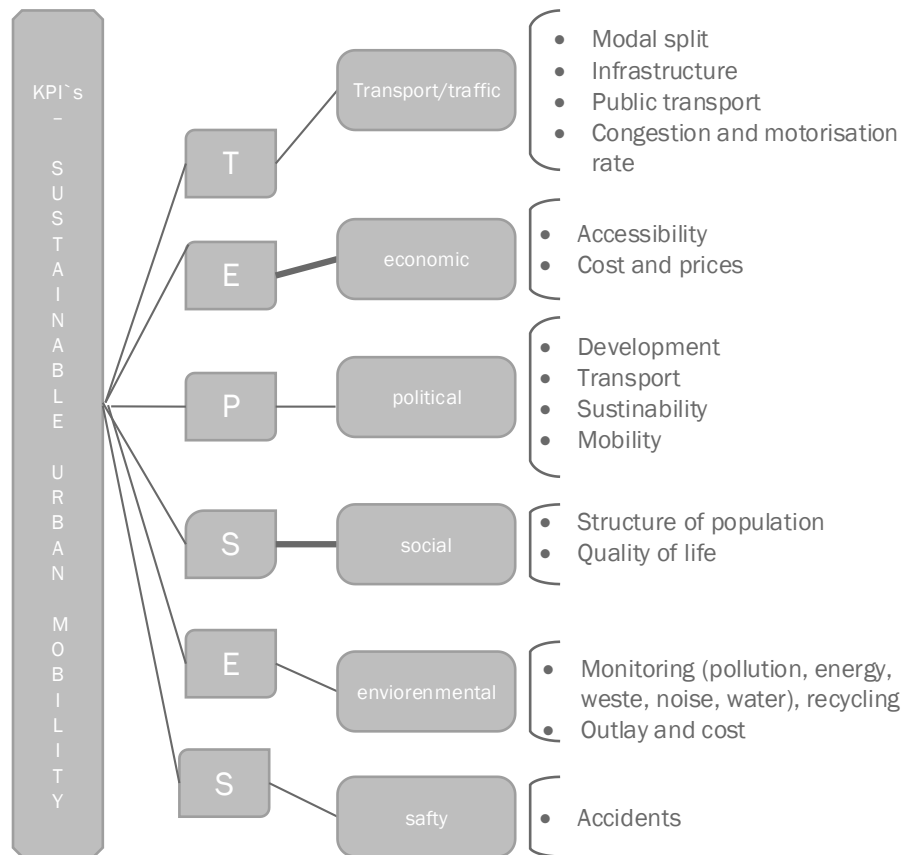 KPI`s
–
S
U
S
T
A
I
N
A
B
L
E
U
R
B
A
N
M
O
B
I
L
I
T
Y
T
Transport/traffic
• Modal split
• Infrastructure
• Public transport
• Congestion and motorisation
rate
E
economic
• Accessibility
• Cost and prices
P
political
• Development
• Transport
• Sustinability
• Mobility
S
social
• Structure of population
• Quality of life
E
enviorenmental
• Monitoring (pollution, energy,
weste, noise, water), recycling
• Outlay and cost
S
safty
• Accidents